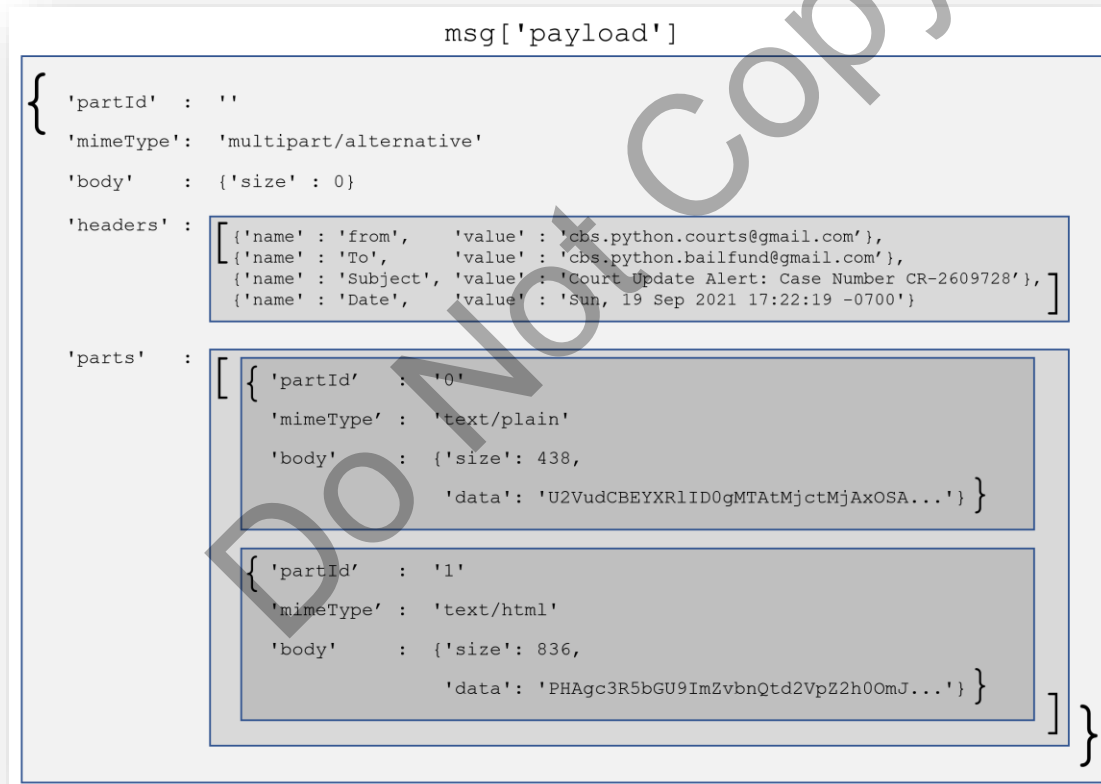 msg['payload']
{ 'partId' : ''
'mimeType': 'multipart/alternative'
'body' : {'size' : 0}
'headers' : [ {'name' : 'from', 'value' : 'cbs.python.courts@gmail.com’},
{'name' : 'To', 'value' : 'cbs.python.bailfund@gmail.com’},
{'name' : 'Subject', 'value' : 'Court Update Alert: Case Number CR-2609728’},
{'name' : 'Date', 'value' : 'Sun, 19 Sep 2021 17:22:19 -0700'} ]
'parts' : [ { 'partId’ : '0'
'mimeType’ : 'text/plain'
'body' : {'size': 438,
'data': 'U2VudCBEYXRlID0gMTAtMjctMjAxOSA...'} }
{ 'partId’ : '1'
'mimeType’ : 'text/html'
'body' : {'size': 836,
'data': 'PHAgc3R5bGU9ImZvbnQtd2VpZ2h0OmJ...'} }
] }
Do Not Copy